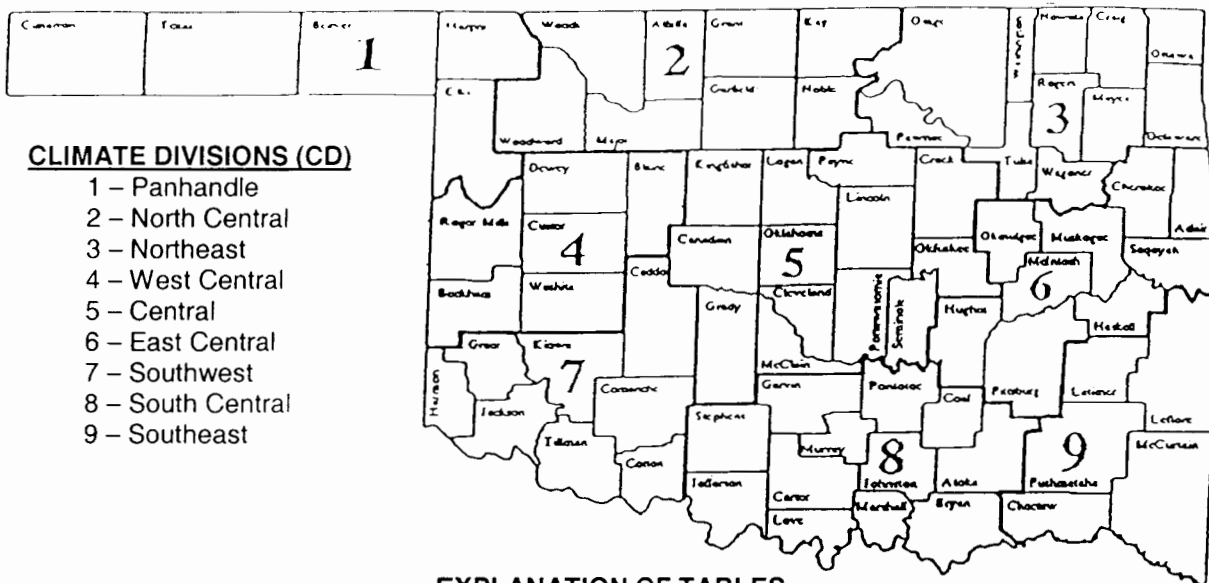 Cimarron Texas Beaver Harper Woods Alfalfa Grant Kay Osage Nowata Craig
Ottawa
1 2
Ellis Garfield Noble Rogers Mayes
3
Woodward Major Pawnee Delaware
CLIMATE DIVISIONS (CD)
1 – Panhandle
2 – North Central
3 – Northeast
4 – West Central
5 – Central
6 – East Central
7 – Southwest
8 – South Central
9 – Southeast
Dewey Blaine Kingfisher Logan Payne Creek Tulsa Wagoner
Cherokee
Lincoln
Roger Mills Custer Canadian Oklahoma Okfuskee Okmulgee Muskogee Adair
Sequoyah
4 5 McIntosh
6
Caddo
Beckham Washita Cleveland
Grady Pottawatomie Seminole Hughes Haskell
Greer Kiowa McClain
7
Harmon Comanche Garvin Pontotoc Pittsburg Latimer
Coal
Jackson Stephens Leflore
Tillman Murray McCurtain
8 9
Cotton Jefferson Johnston Atoka Pushmataha
Carter Marshall Bryan Choctaw
Love
EXPLANATION OF TABLES